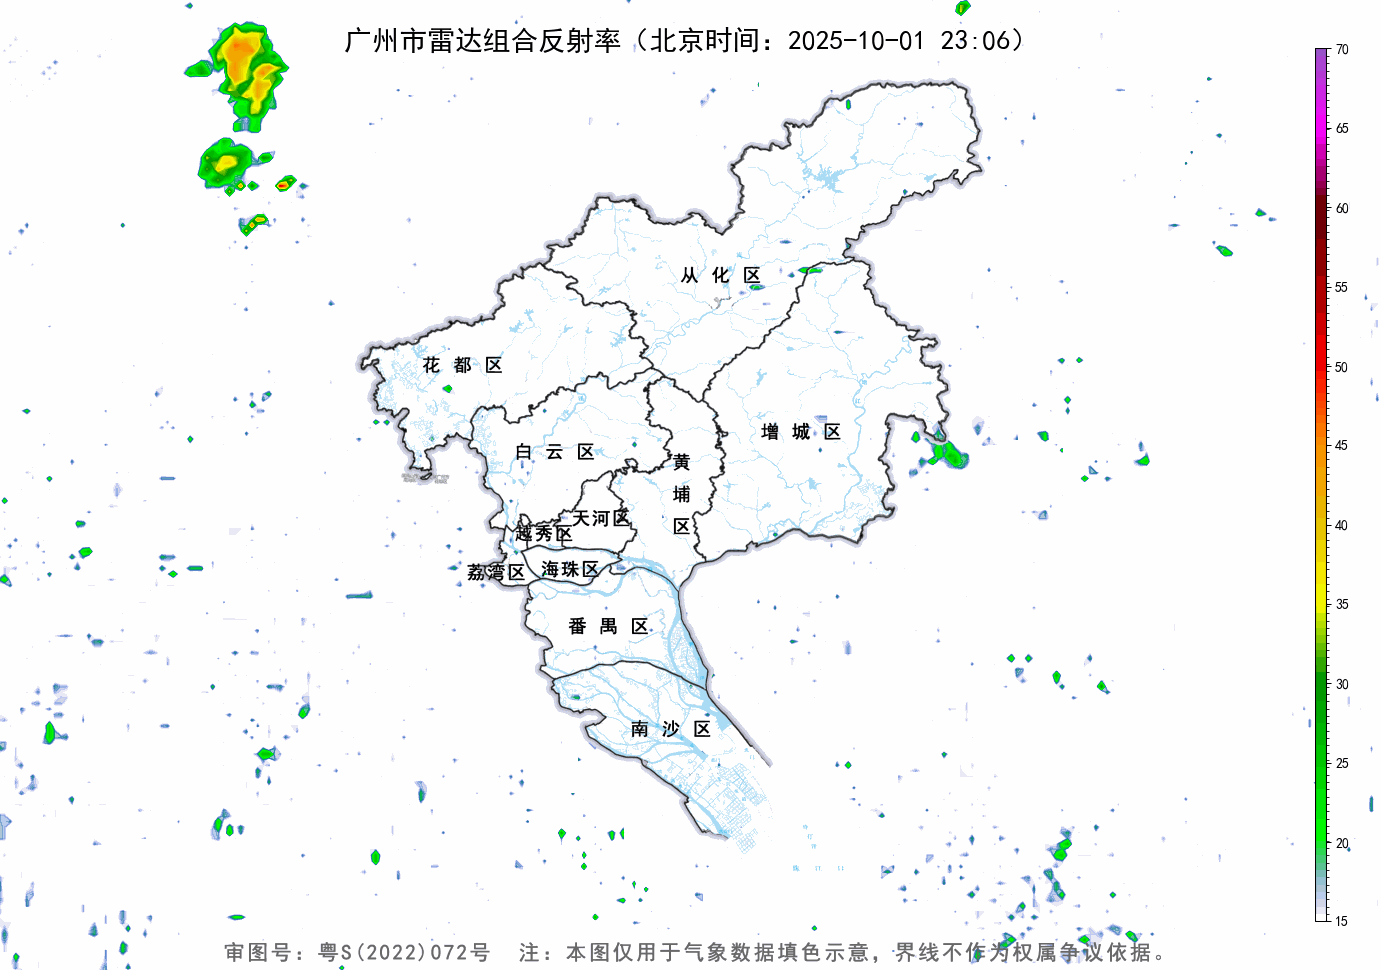 广州市雷达组合反射率（北京时间：2025-10-01 23:06）
70
65
60
55
50
45
40
35
30
25
20
15
从化区
花都区
增城区
白云区
黄埔区
天河区
越秀区
荔湾区
海珠区
番禺区
南沙区
审图号：粤S(2022)072号 注：本图仅用于气象数据填色示意，界线不作为权属争议依据。